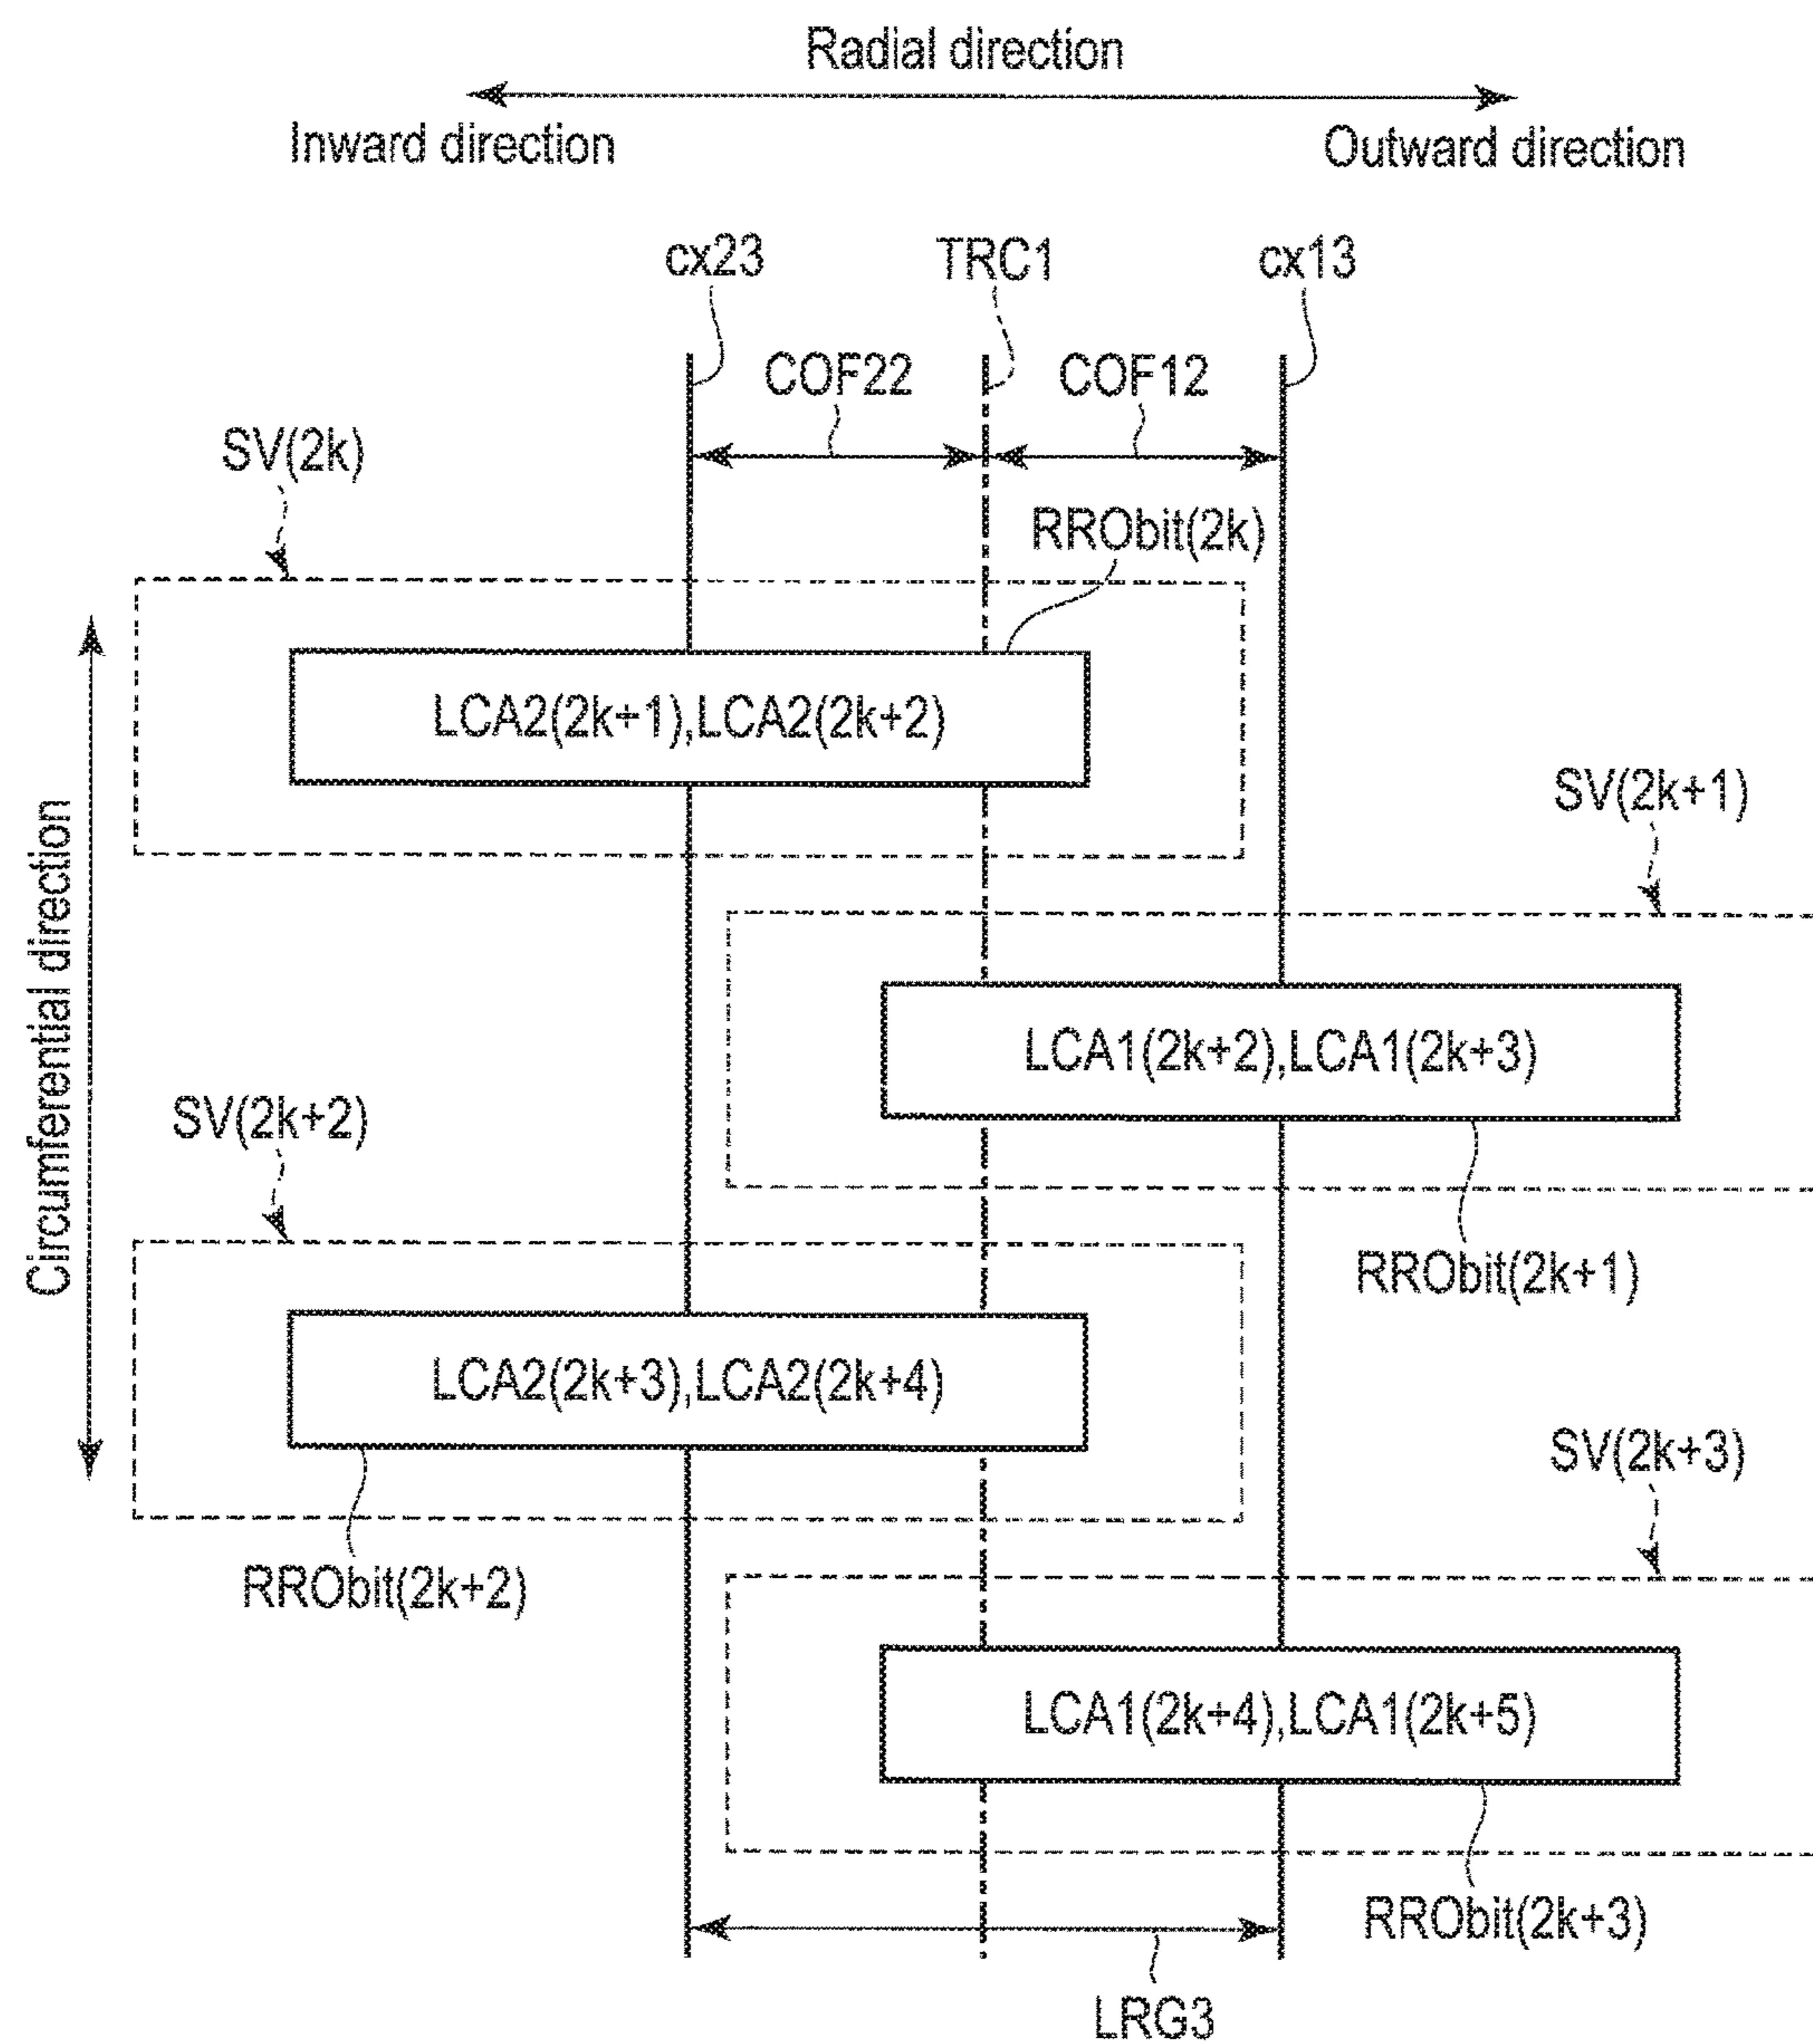 Radial direction
Inward direction
Outward direction
cx23
TRC1
cx13
COF22
COF12
SV(2k)
RRObit(2k)
LCA2(2k+1),LCA2(2k+2)
SV(2k+1)
Circumferential direction
LCA1(2k+2),LCA1(2k+3)
SV(2k+2)
RRObit(2k+1)
LCA2(2k+3),LCA2(2k+4)
SV(2k+3)
RRObit(2k+2)
LCA1(2k+4),LCA1(2k+5)
RRObit(2k+3)
LRG3